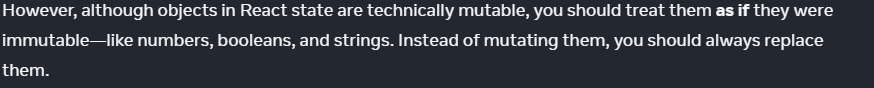 However, although objects in React state are technically mutable, you should treat them as if they were
immutable—like numbers, booleans, and strings. Instead of mutating them, you should always replace
them.